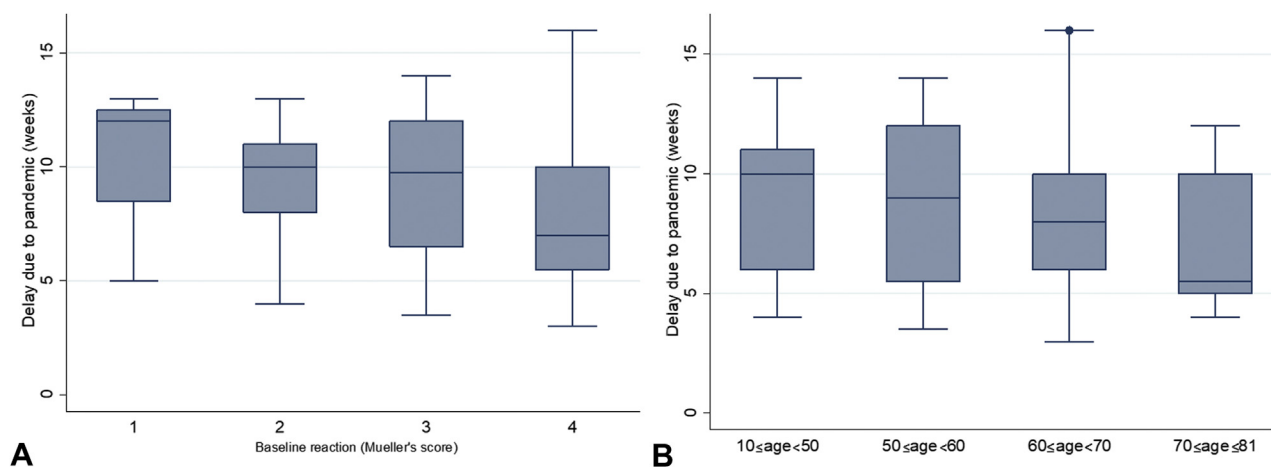 Delay due to pandemic (weeks)
15
10
5
0
1 2 3 4
Baseline reaction (Mueller's score)
A
Delay due to pandemic (weeks)
15
10
5
0
10≤age<50 50≤age<60 60≤age<70 70≤age≤81
B